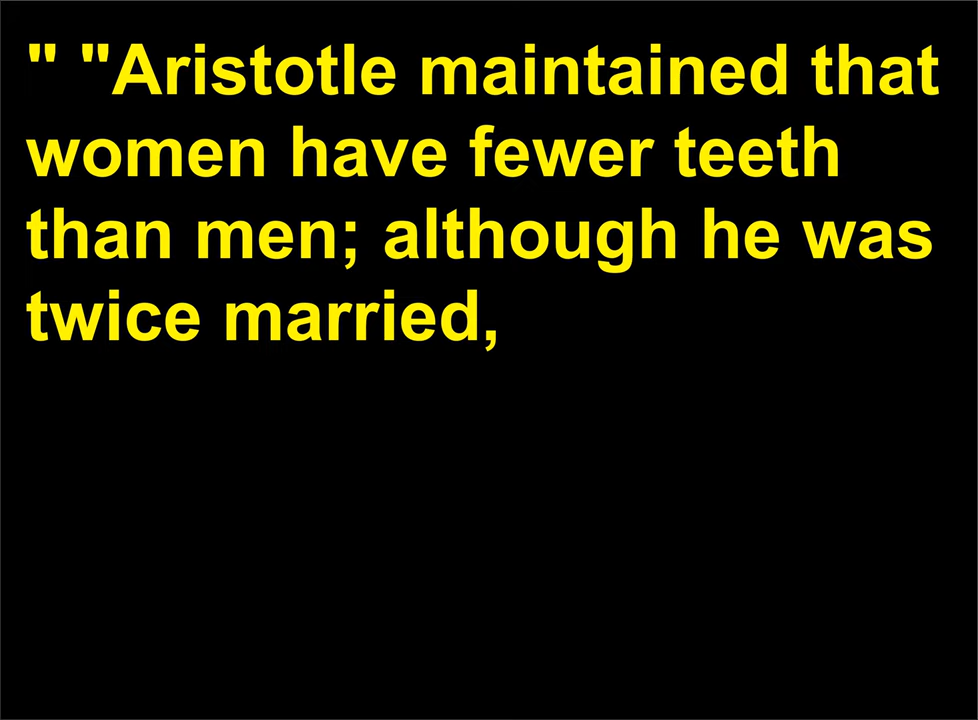 " "Aristotle maintained that
women have fewer teeth
than men; although he was
twice married,